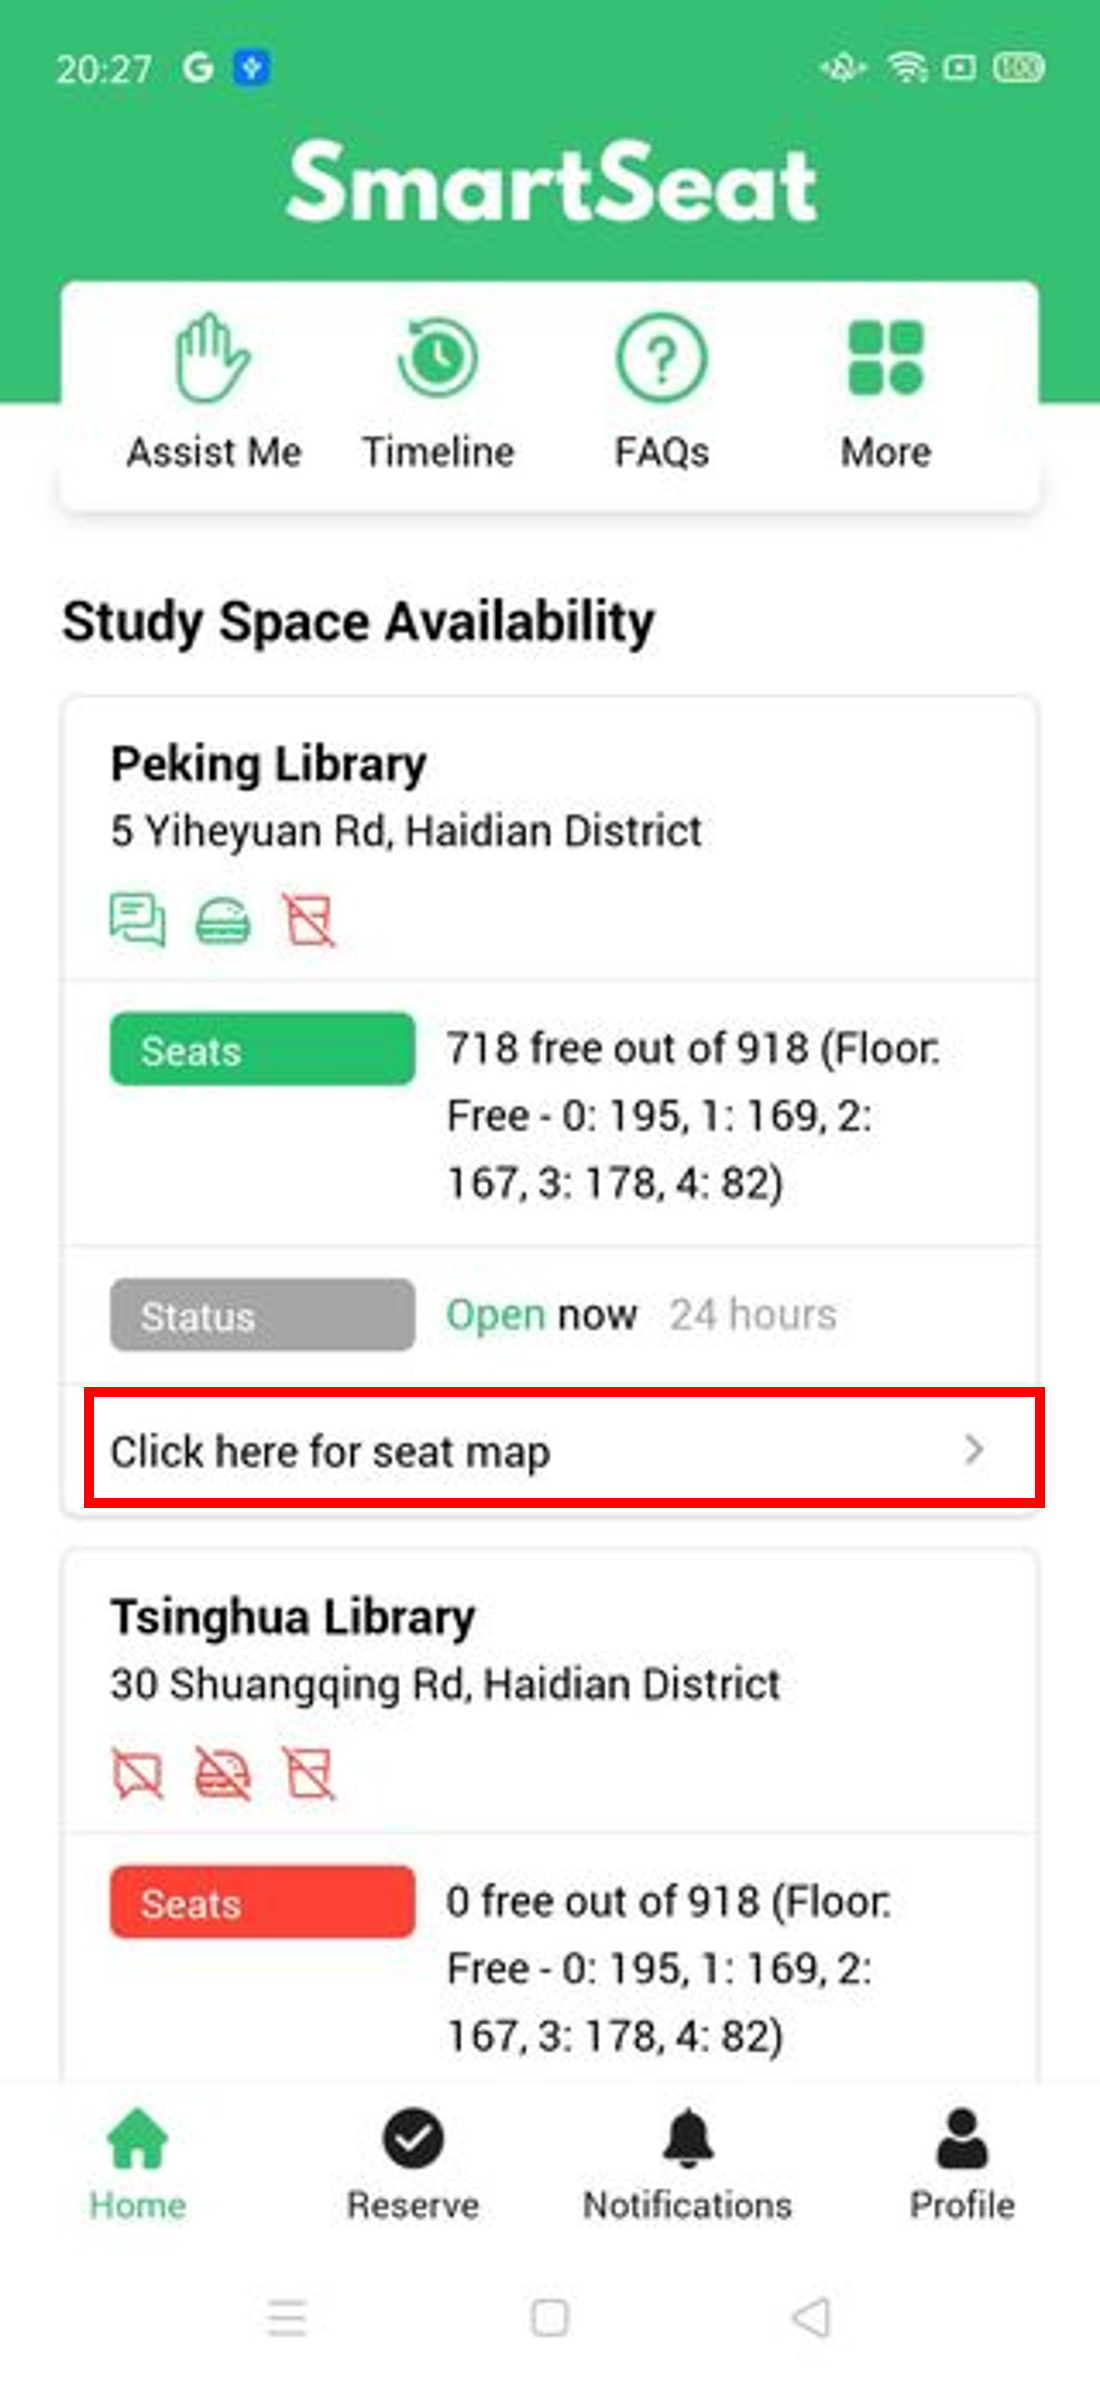 20:27
100
SmartSeat
Assist Me
Timeline
FAQs
More
Study Space Availability
Peking Library
5 Yiheyuan Rd, Haidian District
Seats
718 free out of 918 (Floor:
Free - 0: 195, 1: 169, 2:
167, 3: 178, 4: 82)
Status
Open now 24 hours
Click here for seat map
Tsinghua Library
30 Shuangqing Rd, Haidian District
Seats
0 free out of 918 (Floor:
Free - 0: 195, 1: 169, 2:
167, 3: 178, 4: 82)
Home
Reserve
Notifications
Profile